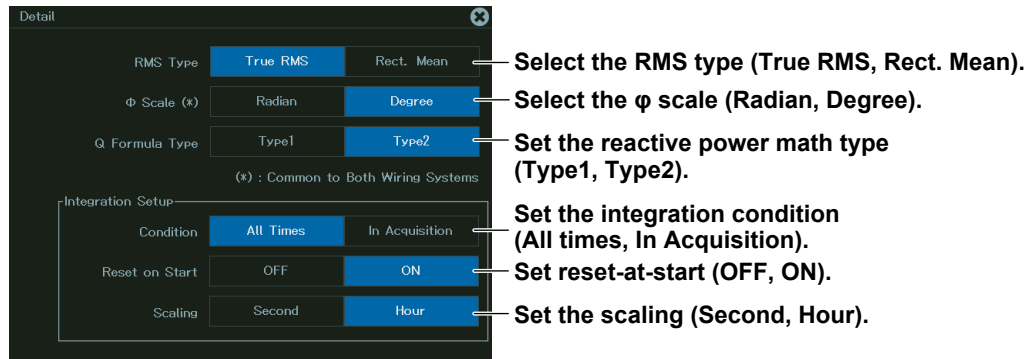 Detail
RMS Type True RMS Rect. Mean Select the RMS type (True RMS, Rect. Mean).
Φ Scale (*) Radian Degree Select the φ scale (Radian, Degree).
Q Formula Type Type1 Type2 Set the reactive power math type
(Type1, Type2).
(*) : Common to Both Wiring Systems
Integration Setup
Set the integration condition
Condition All Times In Acquisition (All times, In Acquisition).
Reset on Start OFF ON Set reset-at-start (OFF, ON).
Scaling Second Hour Set the scaling (Second, Hour).